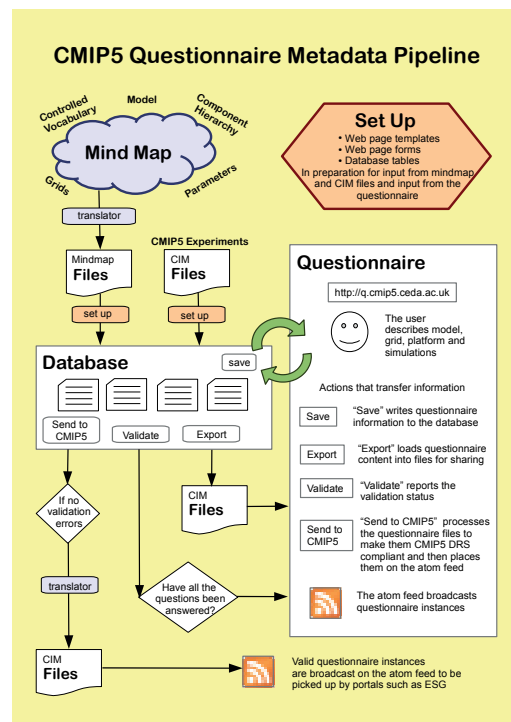 CMIP5 Questionnaire Metadata Pipeline
Controlled
Vocabulary
Model
Component
Hierarchy
Mind Map
Grids
Parameters
translator
Set Up
• Web page templates
• Web page forms
• Database tables
In preparation for input from mindmap
and CIM files and input from the
questionnaire
Mindmap
Files
CMIP5 Experiments
CIM
Files
set up
set up
Database
save
Send to
CMIP5
Validate
Export
If no
validation
errors
translator
CIM
Files
Have all the
questions been
answered?
CIM
Files
Questionnaire
http://q.cmip5.ceda.ac.uk
The user
describes model,
grid, platform and
simulations
Actions that transfer information
Save
“Save” writes questionnaire
information to the database
Export
“Export” loads questionnaire
content into files for sharing
Validate
“Validate” reports the
validation status
Send to
CMIP5
“Send to CMIP5” processes
the questionnaire files to
make them CMIP5 DRS
compliant and then places
them on the atom feed
The atom feed broadcasts
questionnaire instances
Valid questionnaire instances
are broadcast on the atom feed to be
picked up by portals such as ESG